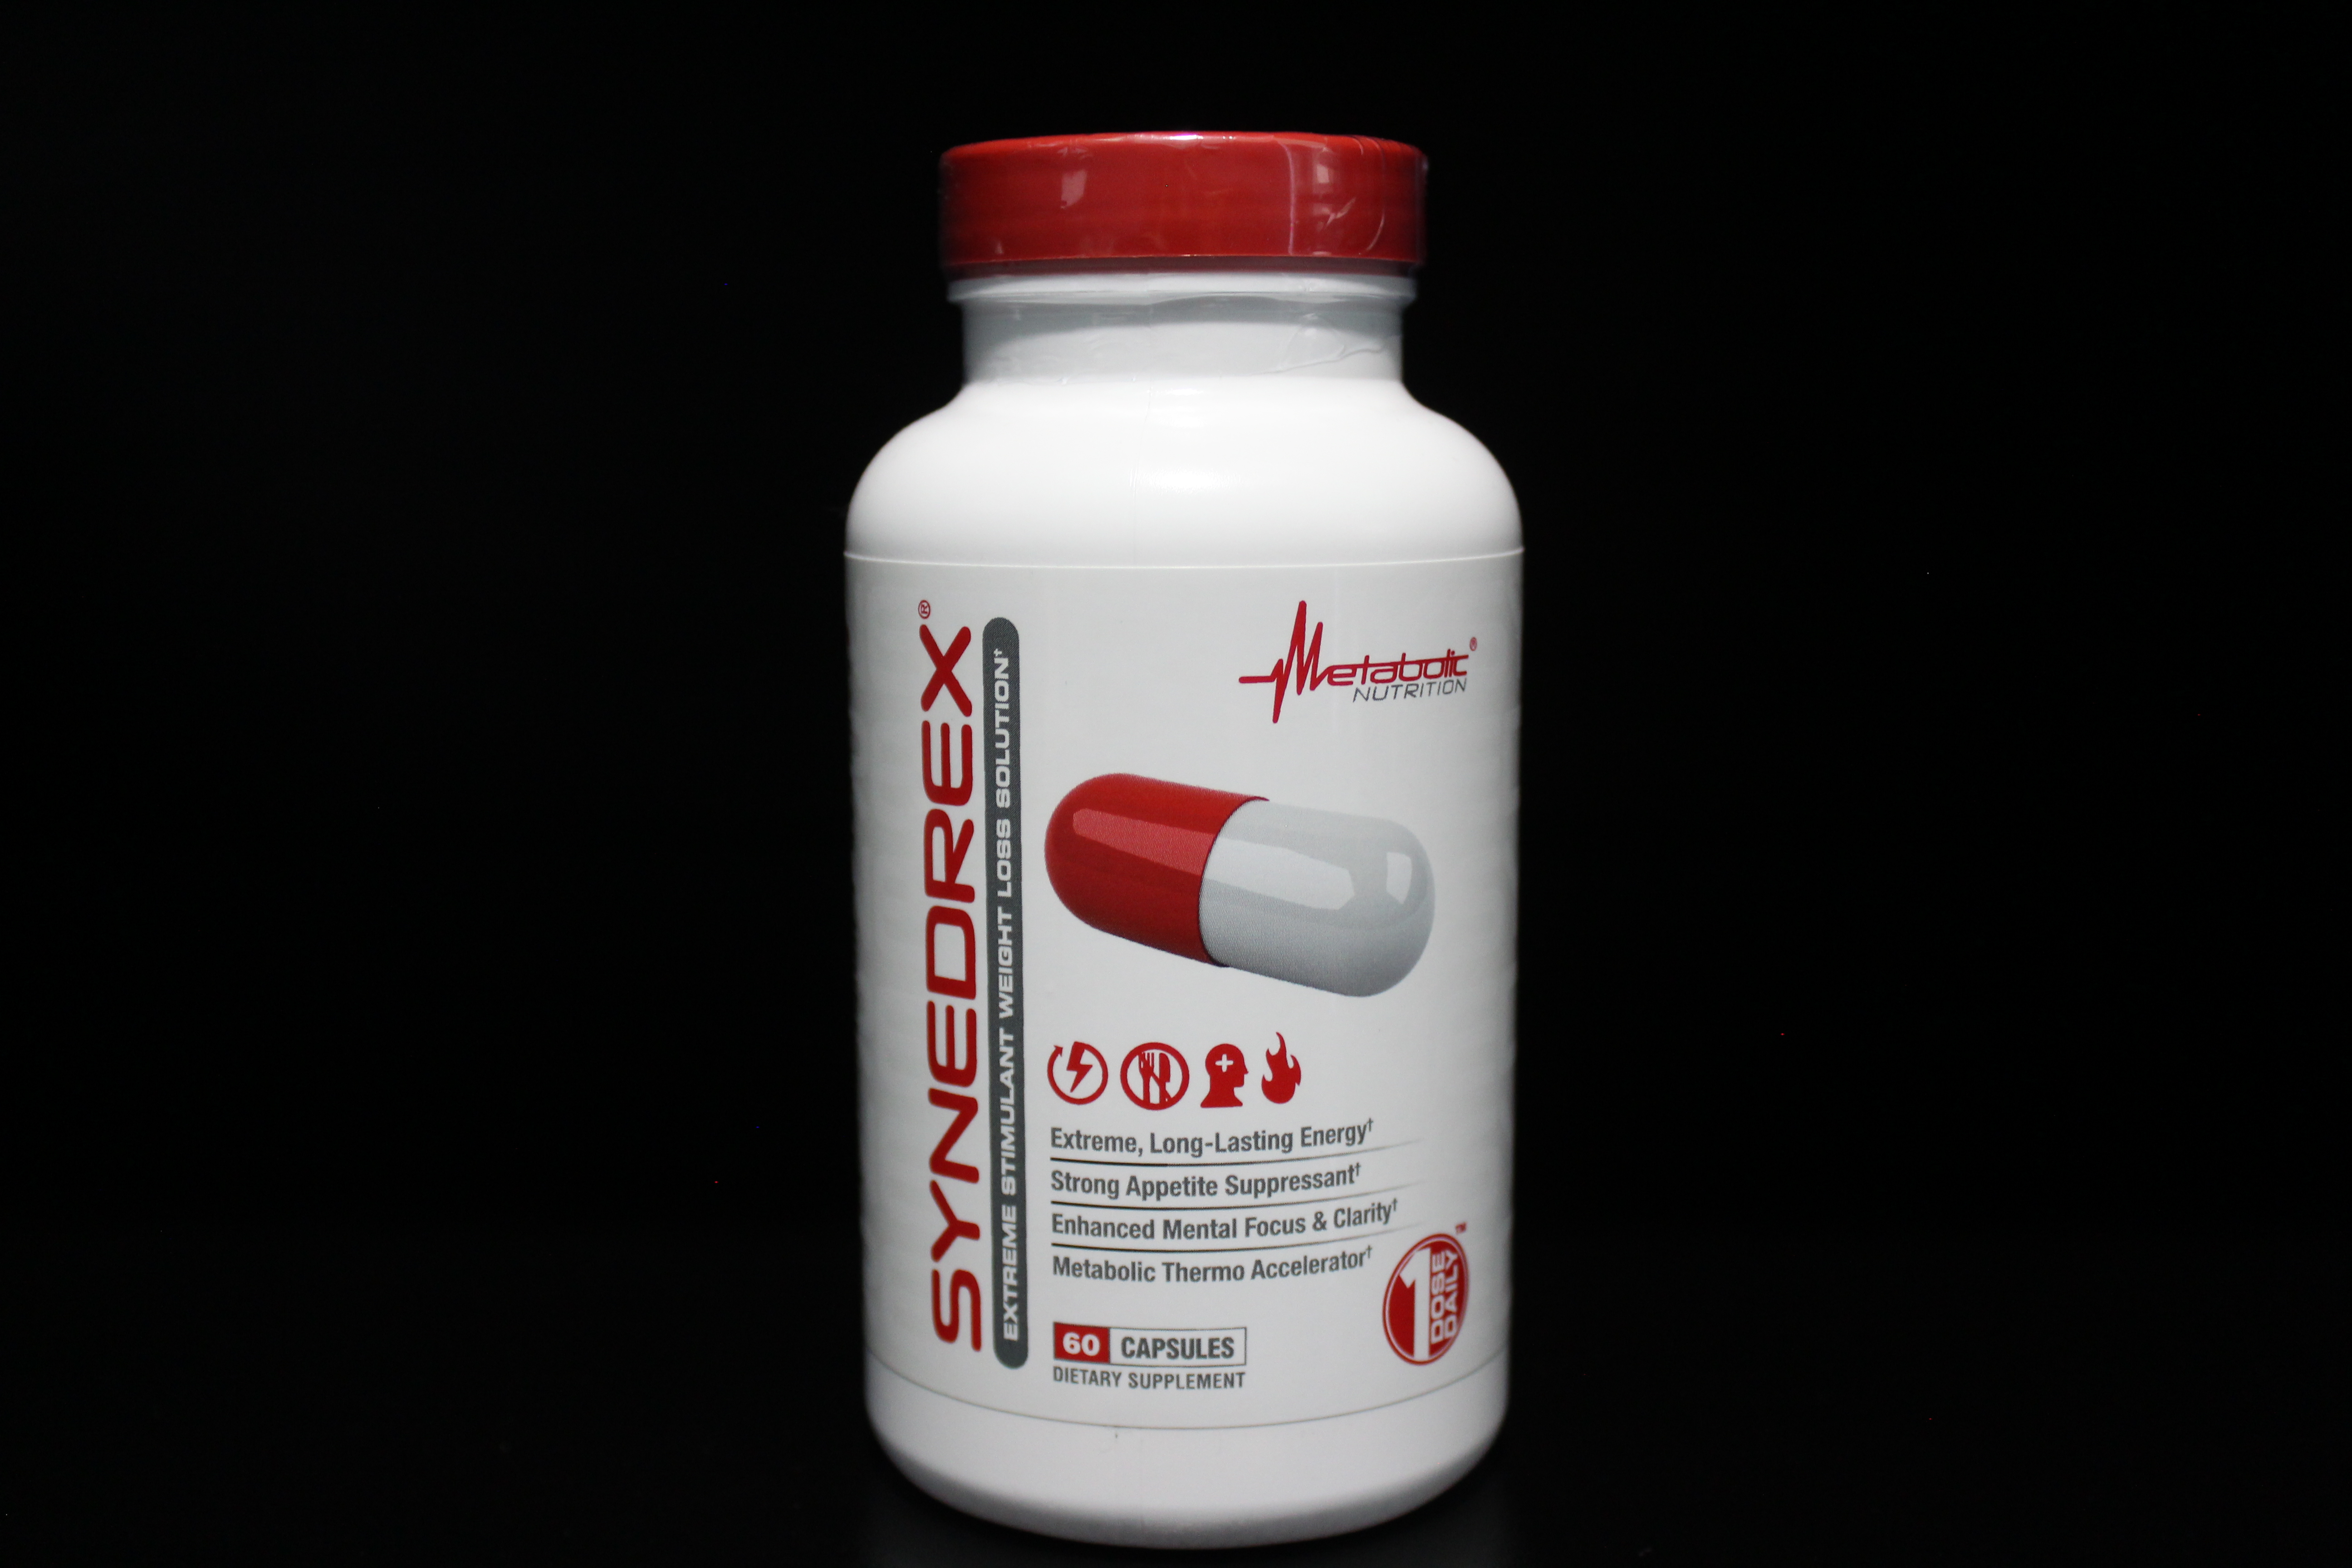 SYNEDREX®
EXTREME STIMULANT WEIGHT LOSS SOLUTION†
Metabolic®
NUTRITION
Extreme, Long-Lasting Energy†
Strong Appetite Suppressant†
Enhanced Mental Focus & Clarity†
Metabolic Thermo Accelerator†
1 DOSE DAILY™
60 CAPSULES
DIETARY SUPPLEMENT